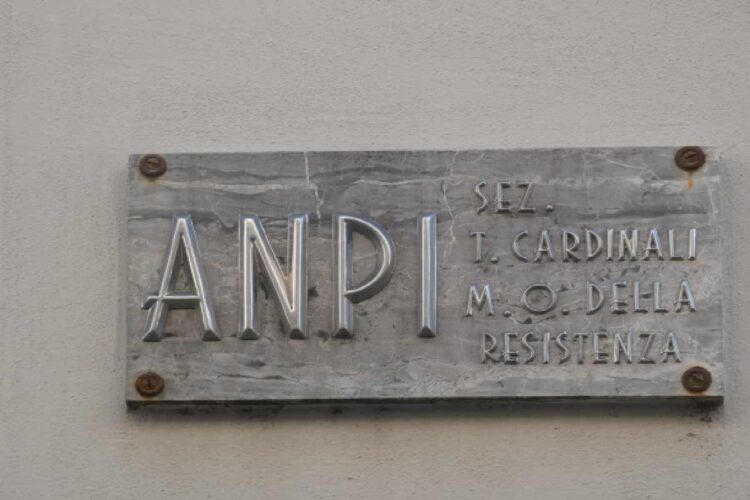 ANPI
SEZ.
T. CARDINALI
M. O. DELLA
RESISTENZA